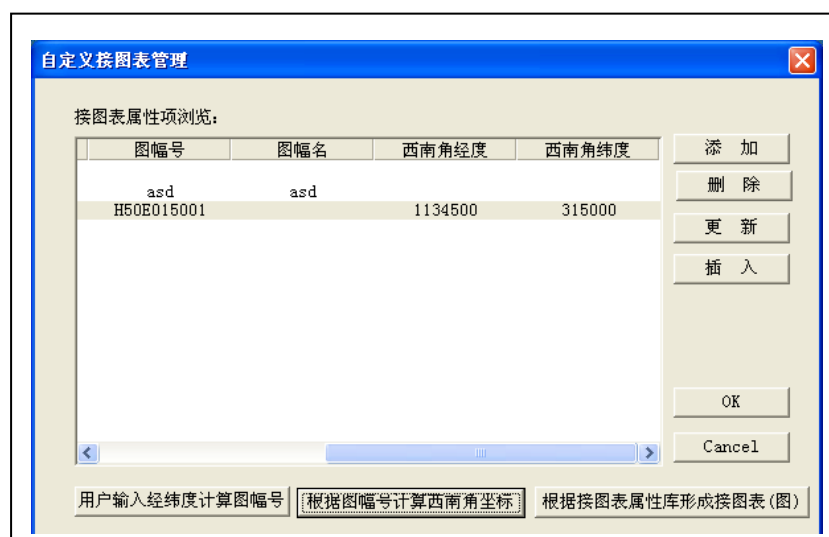 自定义接图表管理
接图表属性项浏览:
图幅号 图幅名 西南角经度 西南角纬度
asd asd
H50E015001 1134500 315000
添 加
删 除
更 新
插 入
OK
Cancel
用户输入经纬度计算图幅号 根据图幅号计算西南角坐标 根据接图表属性库形成接图表(图)